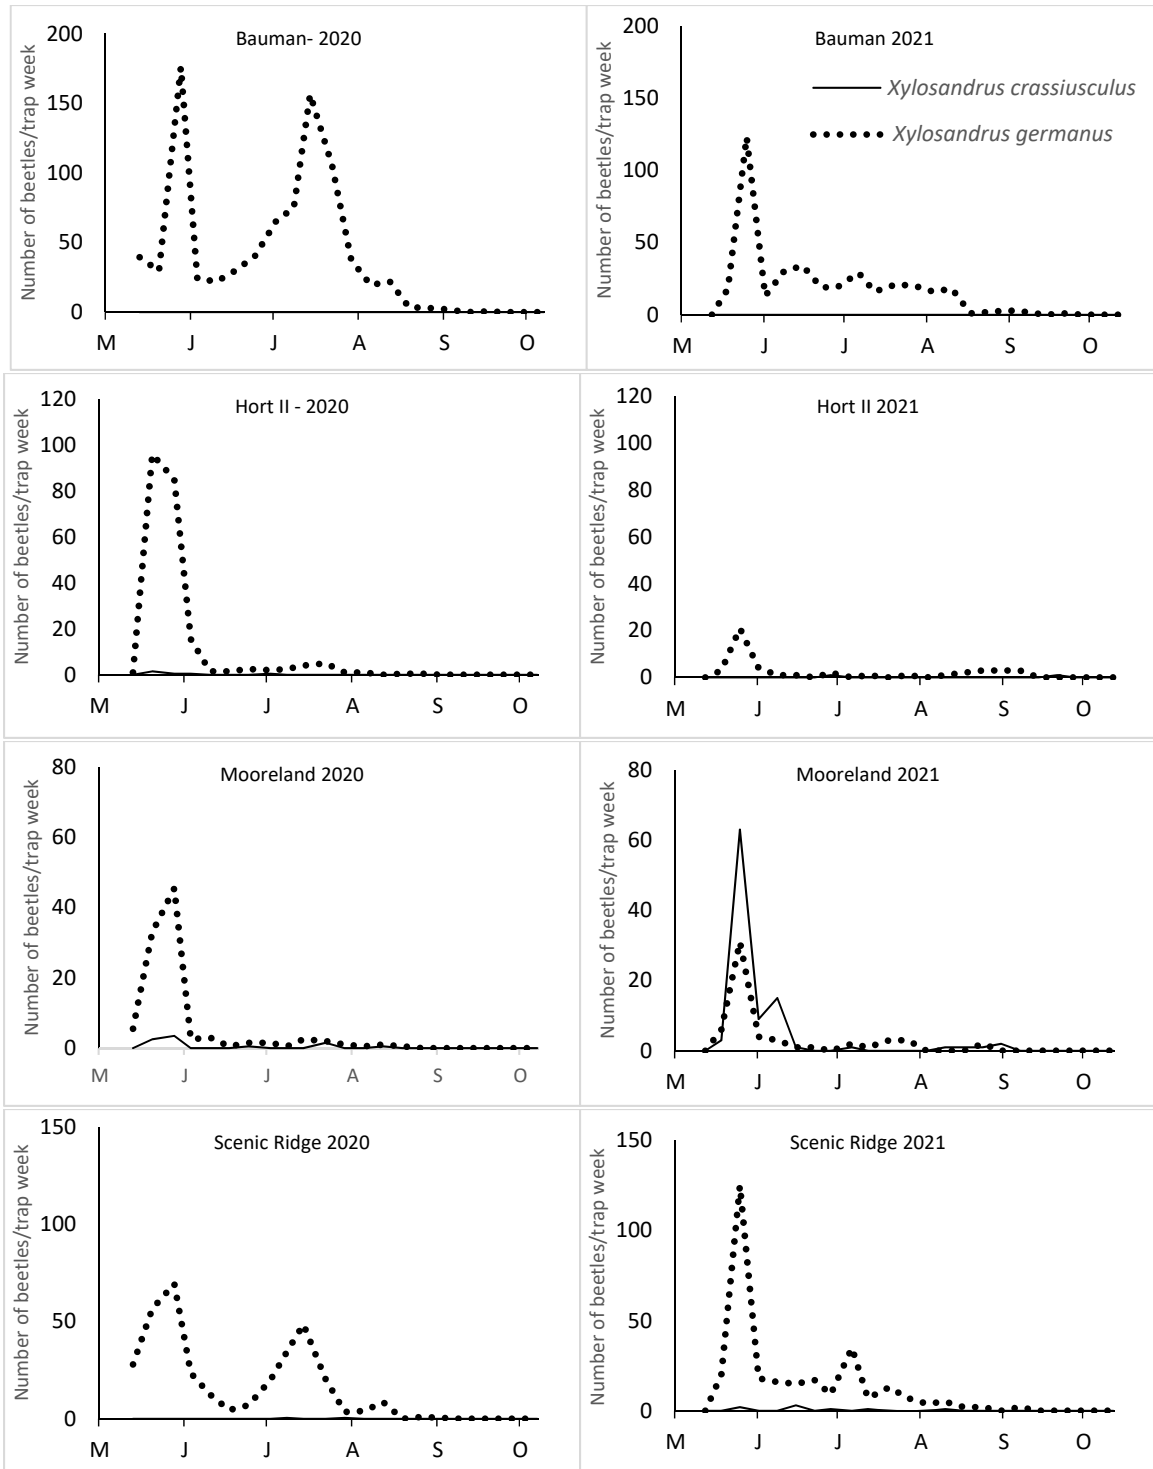 Bauman- 2020
Number of beetles/trap week
200
150
100
50
0
M J J A S O
Bauman 2021
Number of beetles/trap week
200
150
100
50
0
M J J A S O
Xylosandrus crassiusculus
Xylosandrus germanus
Hort II - 2020
Number of beetles/trap week
120
100
80
60
40
20
0
M J J A S O
Hort II 2021
Number of beetles/trap week
120
100
80
60
40
20
0
M J J A S O
Mooreland 2020
Number of beetles/trap week
80
60
40
20
0
M J J A S O
Mooreland 2021
Number of beetles/trap week
80
60
40
20
0
M J J A S O
Scenic Ridge 2020
Number of beetles/trap week
150
100
50
0
M J J A S O
Scenic Ridge 2021
Number of beetles/trap week
150
100
50
0
M J J A S O